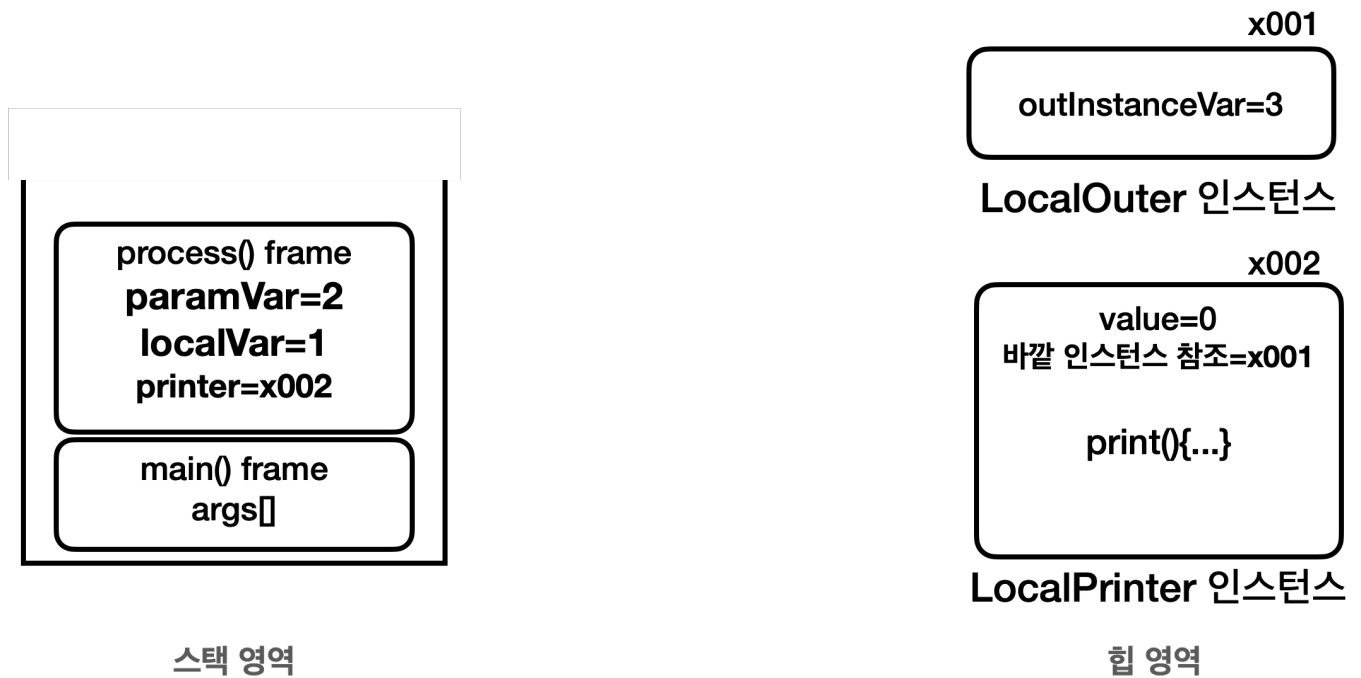 process() frame
paramVar=2
localVar=1
printer=x002
main() frame
args[]
스택 영역
x001
outInstanceVar=3
LocalOuter 인스턴스
x002
value=0
바깥 인스턴스 참조=x001
print(){...}
LocalPrinter 인스턴스
힙 영역